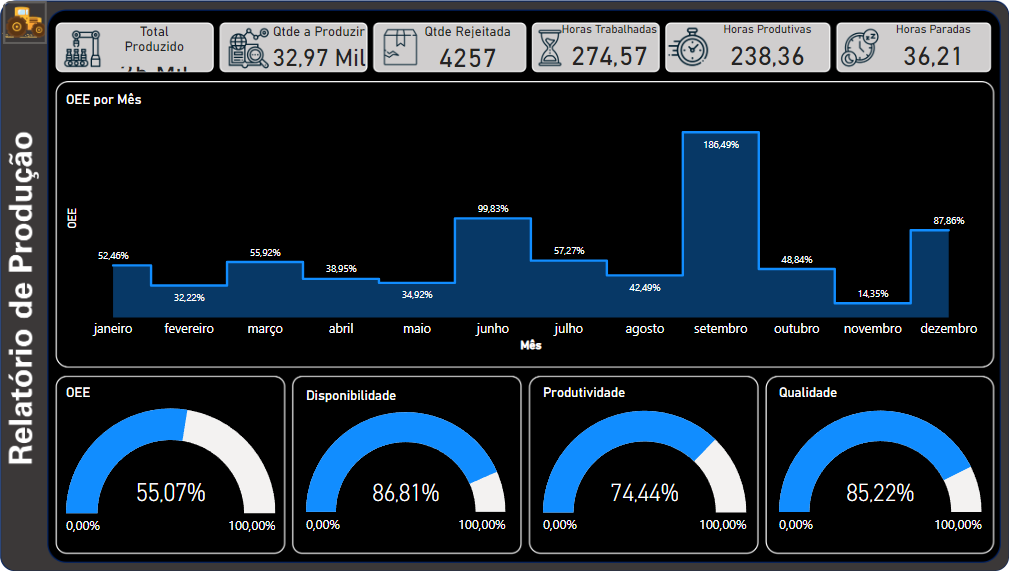 Relatório de Produção
Total
Produzido
Qtde a Produzir
32,97 Mil
Qtde Rejeitada
4257
Horas Trabalhadas
274,57
Horas Produtivas
238,36
Horas Paradas
36,21
OEE por Mês
OEE
52,46%
32,22%
55,92%
38,95%
34,92%
99,83%
57,27%
42,49%
186,49%
48,84%
14,35%
87,86%
janeiro
fevereiro
março
abril
maio
junho
julho
agosto
setembro
outubro
novembro
dezembro
Mês
OEE
55,07%
0,00%
100,00%
Disponibilidade
86,81%
0,00%
100,00%
Produtividade
74,44%
0,00%
100,00%
Qualidade
85,22%
0,00%
100,00%